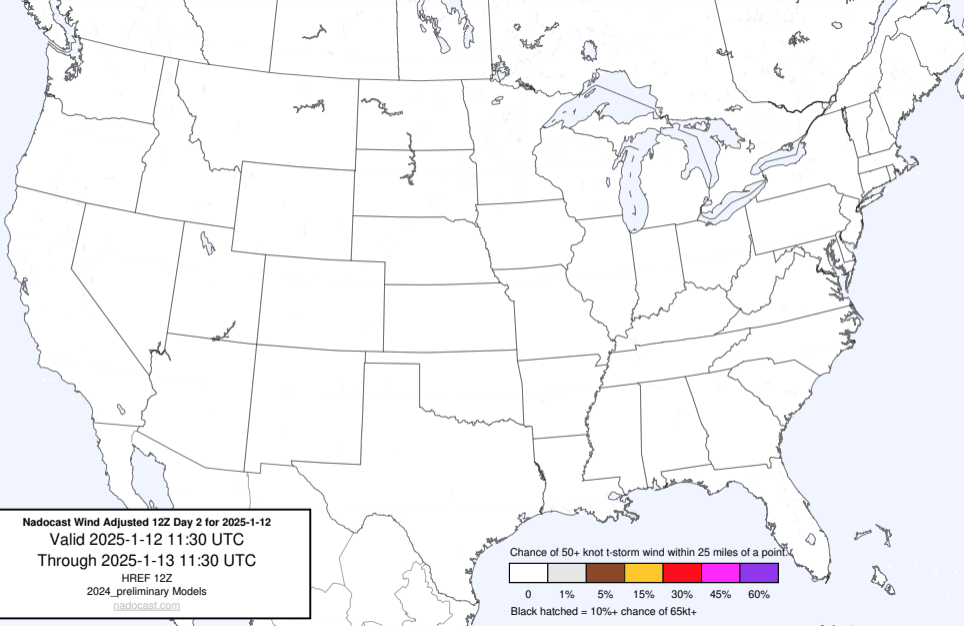 Nadocast Wind Adjusted 12Z Day 2 for 2025-1-12
Valid 2025-1-12 11:30 UTC
Through 2025-1-13 11:30 UTC
HREF 12Z
2024_preliminary Models
nadocast.com
Chance of 50+ knot t-storm wind within 25 miles of a point.
0 1% 5% 15% 30% 45% 60%
Black hatched = 10%+ chance of 65kt+